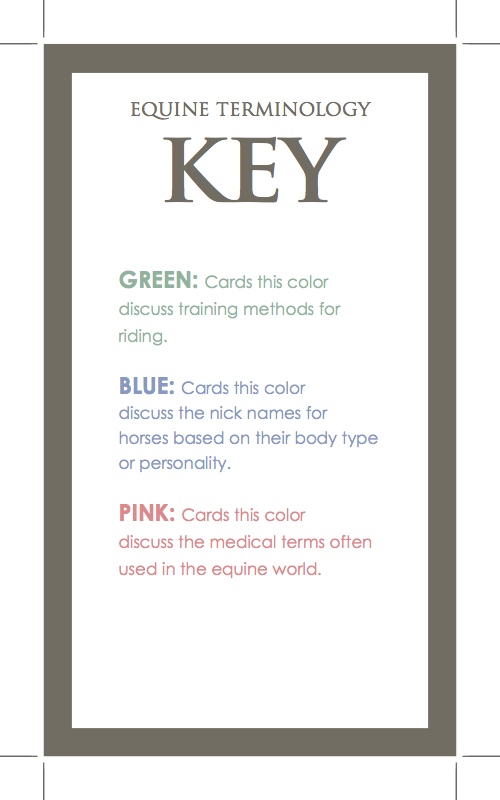 EQUINE TERMINOLOGY
KEY
GREEN: Cards this color
discuss training methods for
riding.
BLUE: Cards this color
discuss the nick names for
horses based on their body type
or personality.
PINK: Cards this color
discuss the medical terms often
used in the equine world.